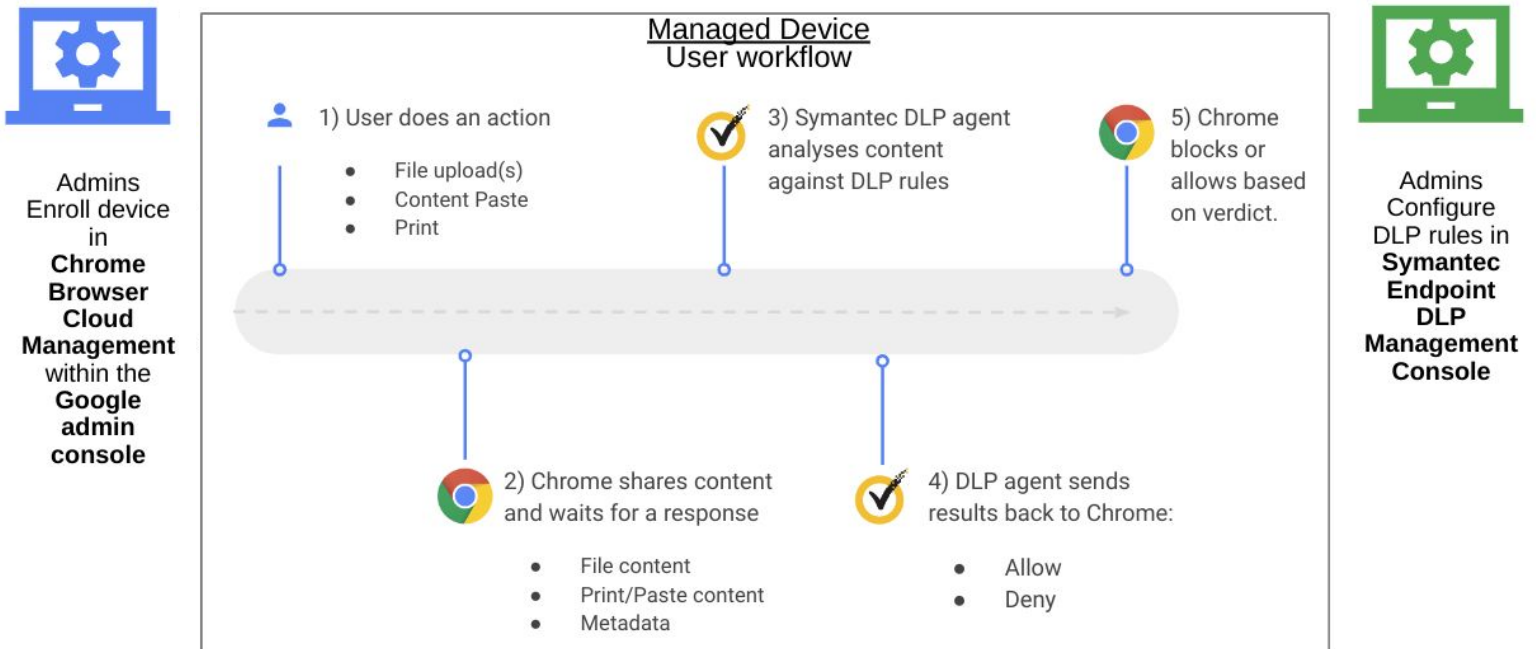 Managed Device
User workflow
Admins
Enroll device
in
Chrome
Browser
Cloud
Management
within the
Google
admin
console
1) User does an action
● File upload(s)
● Content Paste
● Print
2) Chrome shares content
and waits for a response
● File content
● Print/Paste content
● Metadata
3) Symantec DLP agent
analyses content
against DLP rules
4) DLP agent sends
results back to Chrome:
● Allow
● Deny
5) Chrome
blocks or
allows based
on verdict.
Admins
Configure
DLP rules in
Symantec
Endpoint
DLP
Management
Console